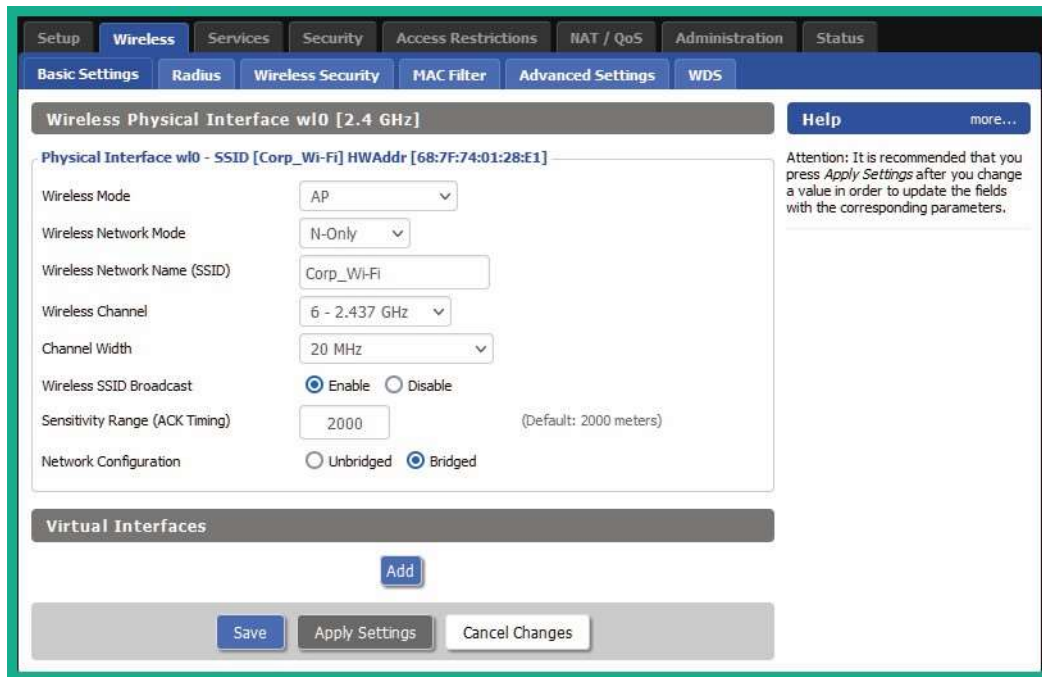 Setup Wireless Services Security Access Restrictions NAT / QoS Administration Status
Basic Settings Radius Wireless Security MAC Filter Advanced Settings WDS
Wireless Physical Interface wl0 [2.4 GHz]
Physical Interface wl0 - SSID [Corp_Wi-Fi] HWAddr [68:7F:74:01:28:E1]
Wireless Mode AP
Wireless Network Mode N-Only
Wireless Network Name (SSID) Corp_Wi-Fi
Wireless Channel 6 - 2.437 GHz
Channel Width 20 MHz
Wireless SSID Broadcast Enable Disable
Sensitivity Range (ACK Timing) 2000 (Default: 2000 meters)
Network Configuration Unbridged Bridged
Virtual Interfaces
Add
Save Apply Settings Cancel Changes
Help more...
Attention: It is recommended that you
press Apply Settings after you change
a value in order to update the fields
with the corresponding parameters.